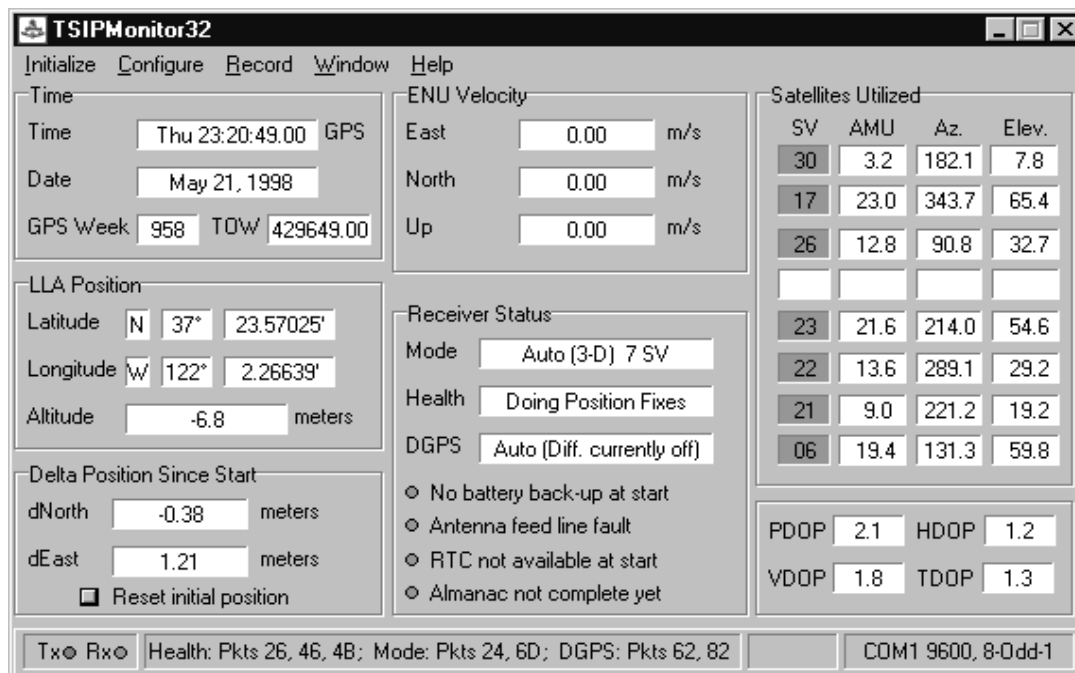 TSIPMonitor32
Initialize Configure Record Window Help
Time
Time Thu 23:20:49.00 GPS
Date May 21, 1998
GPS Week 958 TOW 429649.00
LLA Position
Latitude N 37° 23.57025'
Longitude W 122° 2.26639'
Altitude -6.8 meters
Delta Position Since Start
dNorth -0.38 meters
dEast 1.21 meters
Reset initial position
ENU Velocity
East 0.00 m/s
North 0.00 m/s
Up 0.00 m/s
Receiver Status
Mode Auto (3-D) 7 SV
Health Doing Position Fixes
DGPS Auto (Diff. currently off)
No battery back-up at start
Antenna feed line fault
RTC not available at start
Almanac not complete yet
Satellites Utilized
SV AMU Az. Elev.
30 3.2 182.1 7.8
17 23.0 343.7 65.4
26 12.8 90.8 32.7
23 21.6 214.0 54.6
22 13.6 289.1 29.2
21 9.0 221.2 19.2
06 19.4 131.3 59.8
PDOP 2.1 HDOP 1.2
VDOP 1.8 TDOP 1.3
Tx Rx Health: Pkts 26, 46, 4B; Mode: Pkts 24, 6D; DGPS: Pkts 62, 82 COM1 9600, 8-Odd-1